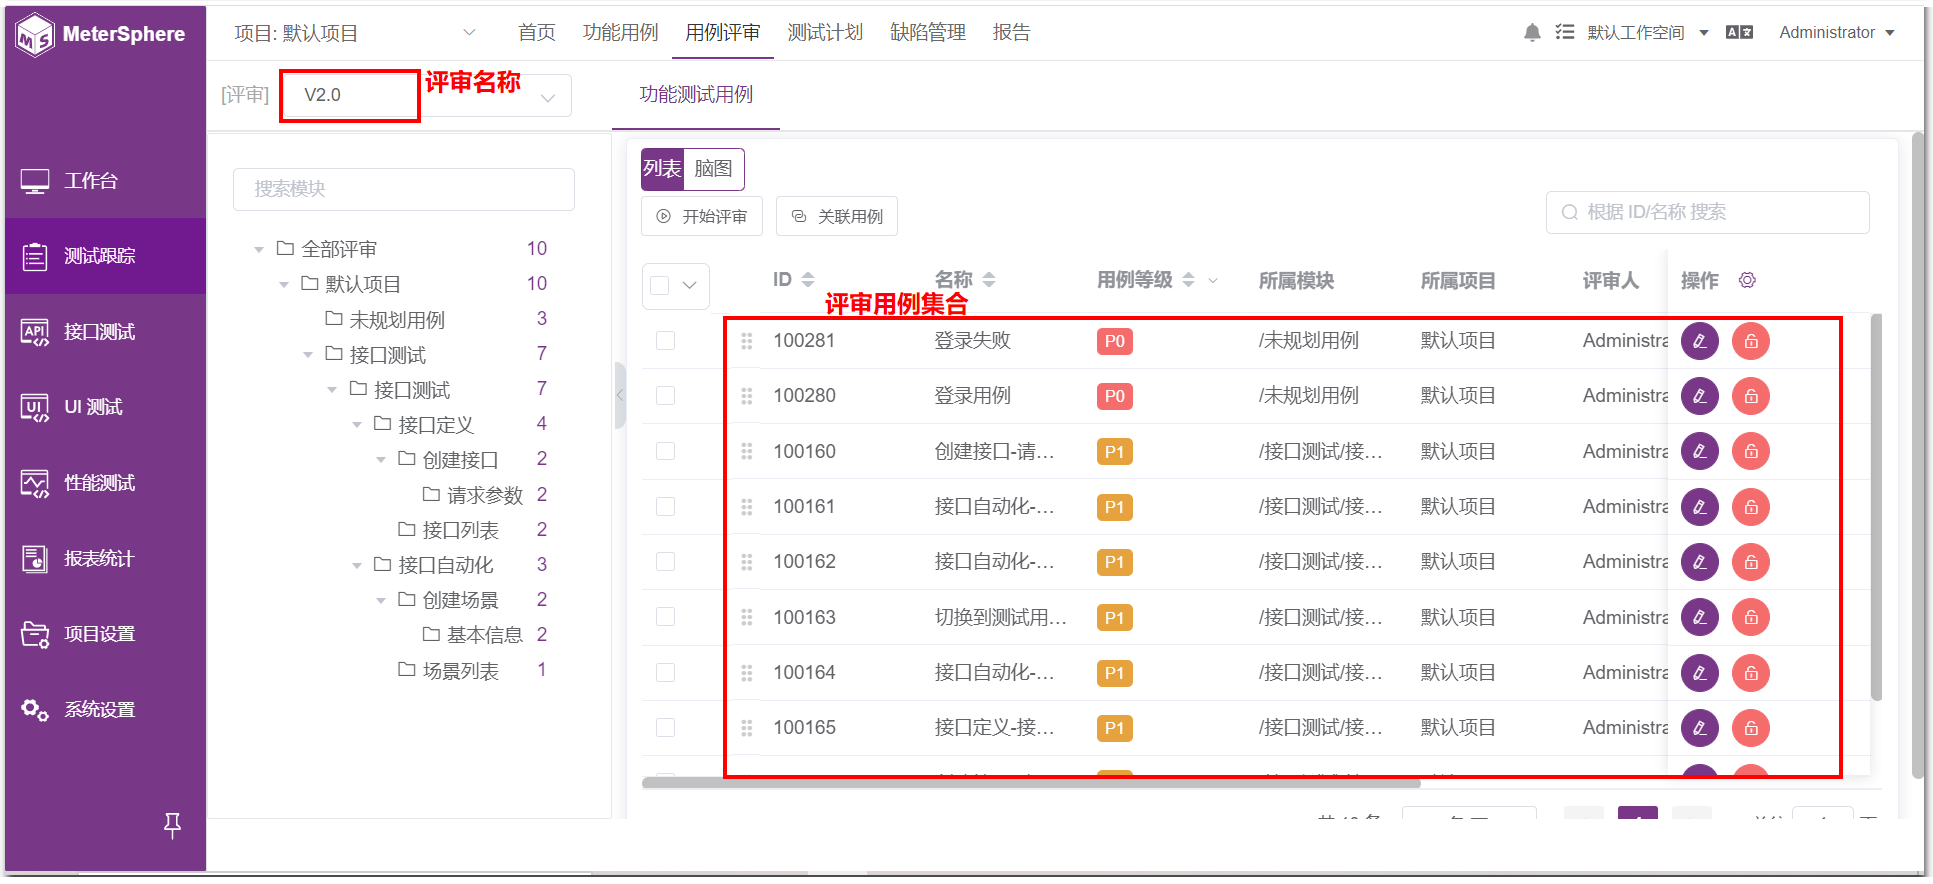 MeterSphere
项目: 默认项目
首页 功能用例 用例评审 测试计划 缺陷管理 报告
默认工作空间 Administrator
[评审] V2.0 评审名称
功能测试用例
工作台
测试跟踪
接口测试
UI 测试
性能测试
报表统计
项目设置
系统设置
搜索模块
全部评审 10
默认项目 10
未规划用例 3
接口测试 7
接口测试 7
接口定义 4
创建接口 2
请求参数 2
接口列表 2
接口自动化 3
创建场景 2
基本信息 2
场景列表 1
列表 脑图
开始评审 关联用例
根据 ID/名称 搜索
ID 名称 用例等级 所属模块 所属项目 评审人 操作
评审用例集合
100281 登录失败 P0 /未规划用例 默认项目 Administra
100280 登录用例 P0 /未规划用例 默认项目 Administra
100160 创建接口-请... P1 /接口测试/接... 默认项目 Administra
100161 接口自动化-... P1 /接口测试/接... 默认项目 Administra
100162 接口自动化-... P1 /接口测试/接... 默认项目 Administra
100163 切换到测试用... P1 /接口测试/接... 默认项目 Administra
100164 接口自动化-... P1 /接口测试/接... 默认项目 Administra
100165 接口定义-接... P1 /接口测试/接... 默认项目 Administra